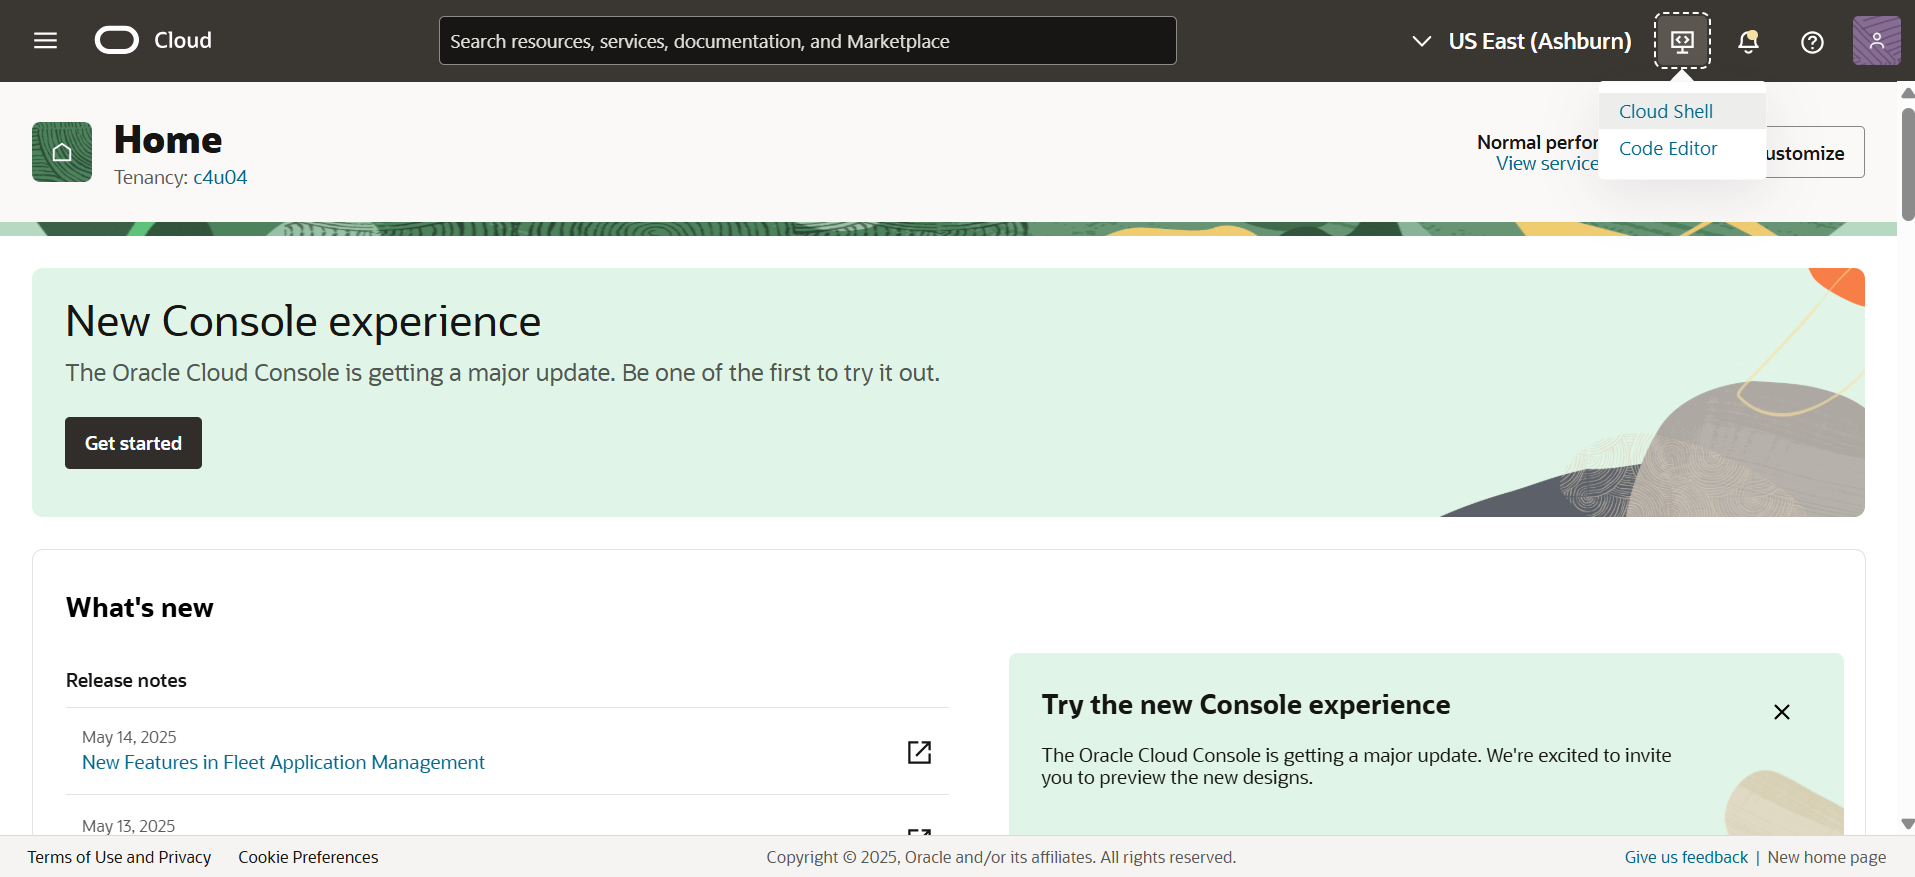 Cloud
Search resources, services, documentation, and Marketplace
US East (Ashburn)
Cloud Shell
Code Editor
Home
Tenancy: c4u04
Normal perfor
View service
ustomize
New Console experience
The Oracle Cloud Console is getting a major update. Be one of the first to try it out.
Get started
What's new
Release notes
May 14, 2025
New Features in Fleet Application Management
May 13, 2025
Try the new Console experience
The Oracle Cloud Console is getting a major update. We're excited to invite
you to preview the new designs.
Terms of Use and Privacy
Cookie Preferences
Copyright © 2025, Oracle and/or its affiliates. All rights reserved.
Give us feedback | New home page